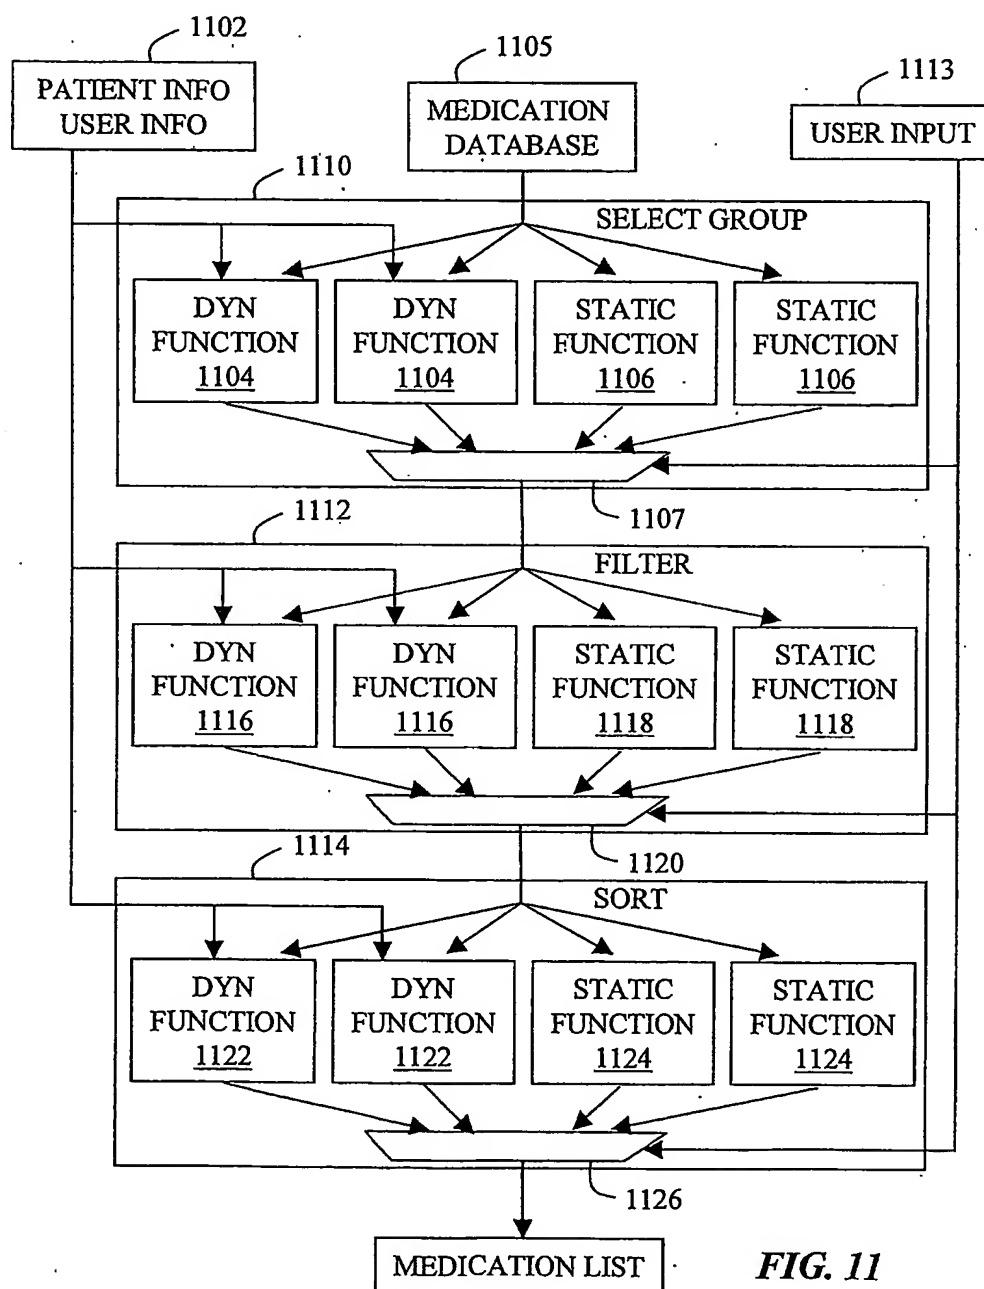 1102
PATIENT INFO
USER INFO
1105
MEDICATION
DATABASE
1113
USER INPUT
1110
SELECT GROUP
DYN
FUNCTION
1104
DYN
FUNCTION
1104
STATIC
FUNCTION
1106
STATIC
FUNCTION
1106
1107
1112
FILTER
DYN
FUNCTION
1116
DYN
FUNCTION
1116
STATIC
FUNCTION
1118
STATIC
FUNCTION
1118
1120
1114
SORT
DYN
FUNCTION
1122
DYN
FUNCTION
1122
STATIC
FUNCTION
1124
STATIC
FUNCTION
1124
1126
MEDICATION LIST
FIG. 11